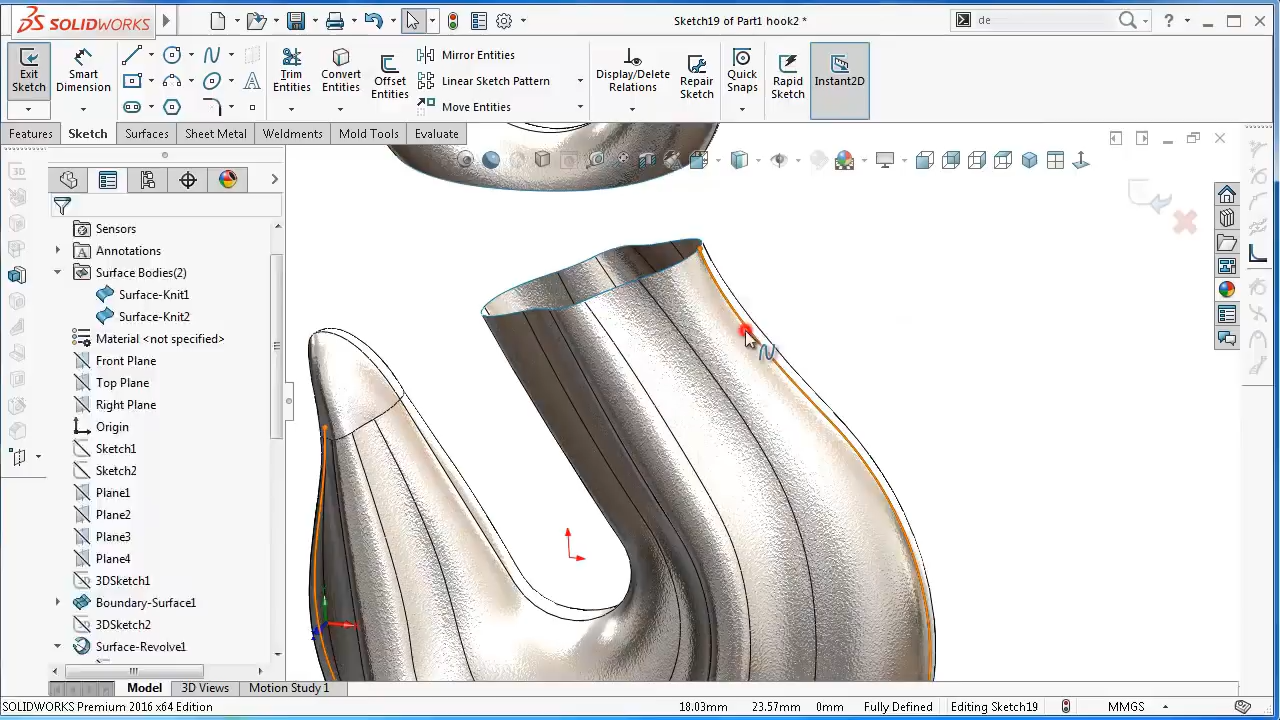 SOLIDWORKS
Sketch19 of Part1 hook2 *
de
Exit Sketch
Smart Dimension
Trim Entities
Convert Entities
Offset Entities
Mirror Entities
Linear Sketch Pattern
Move Entities
Display/Delete Relations
Repair Sketch
Quick Snaps
Rapid Sketch
Instant2D
Features
Sketch
Surfaces
Sheet Metal
Weldments
Mold Tools
Evaluate
Sensors
Annotations
Surface Bodies(2)
Surface-Knit1
Surface-Knit2
Material <not specified>
Front Plane
Top Plane
Right Plane
Origin
Sketch1
Sketch2
Plane1
Plane2
Plane3
Plane4
3DSketch1
Boundary-Surface1
3DSketch2
Surface-Revolve1
Model
3D Views
Motion Study 1
SOLIDWORKS Premium 2016 x64 Edition
18.03mm
23.57mm
0mm
Fully Defined
Editing Sketch19
MMGS